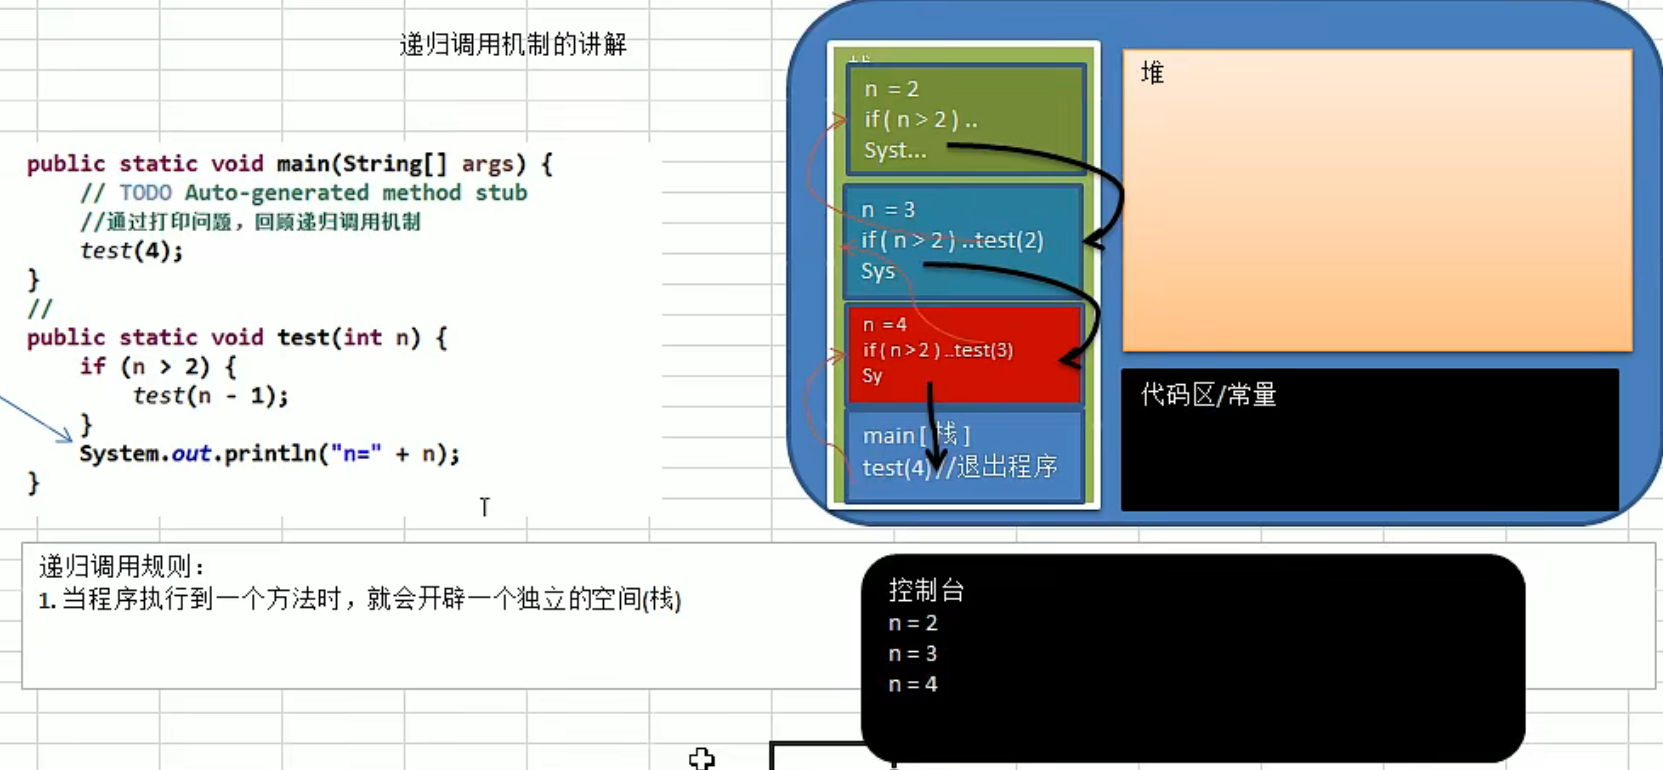 递归调用机制的讲解
public static void main(String[] args) {
// TODO Auto-generated method stub
//通过打印问题，回顾递归调用机制
test(4);
}
//
public static void test(int n) {
if (n > 2) {
test(n - 1);
}
System.out.println("n=" + n);
}
n = 2
if ( n > 2 ) ..
Syst...
n = 3
if ( n > 2 ) ..test(2)
Sys
n =4
if ( n >2 ) ..test(3)
Sy
main [ 栈 ]
test(4) //退出程序
堆
代码区/常量
递归调用规则：
1. 当程序执行到一个方法时，就会开辟一个独立的空间(栈)
控制台
n = 2
n = 3
n = 4